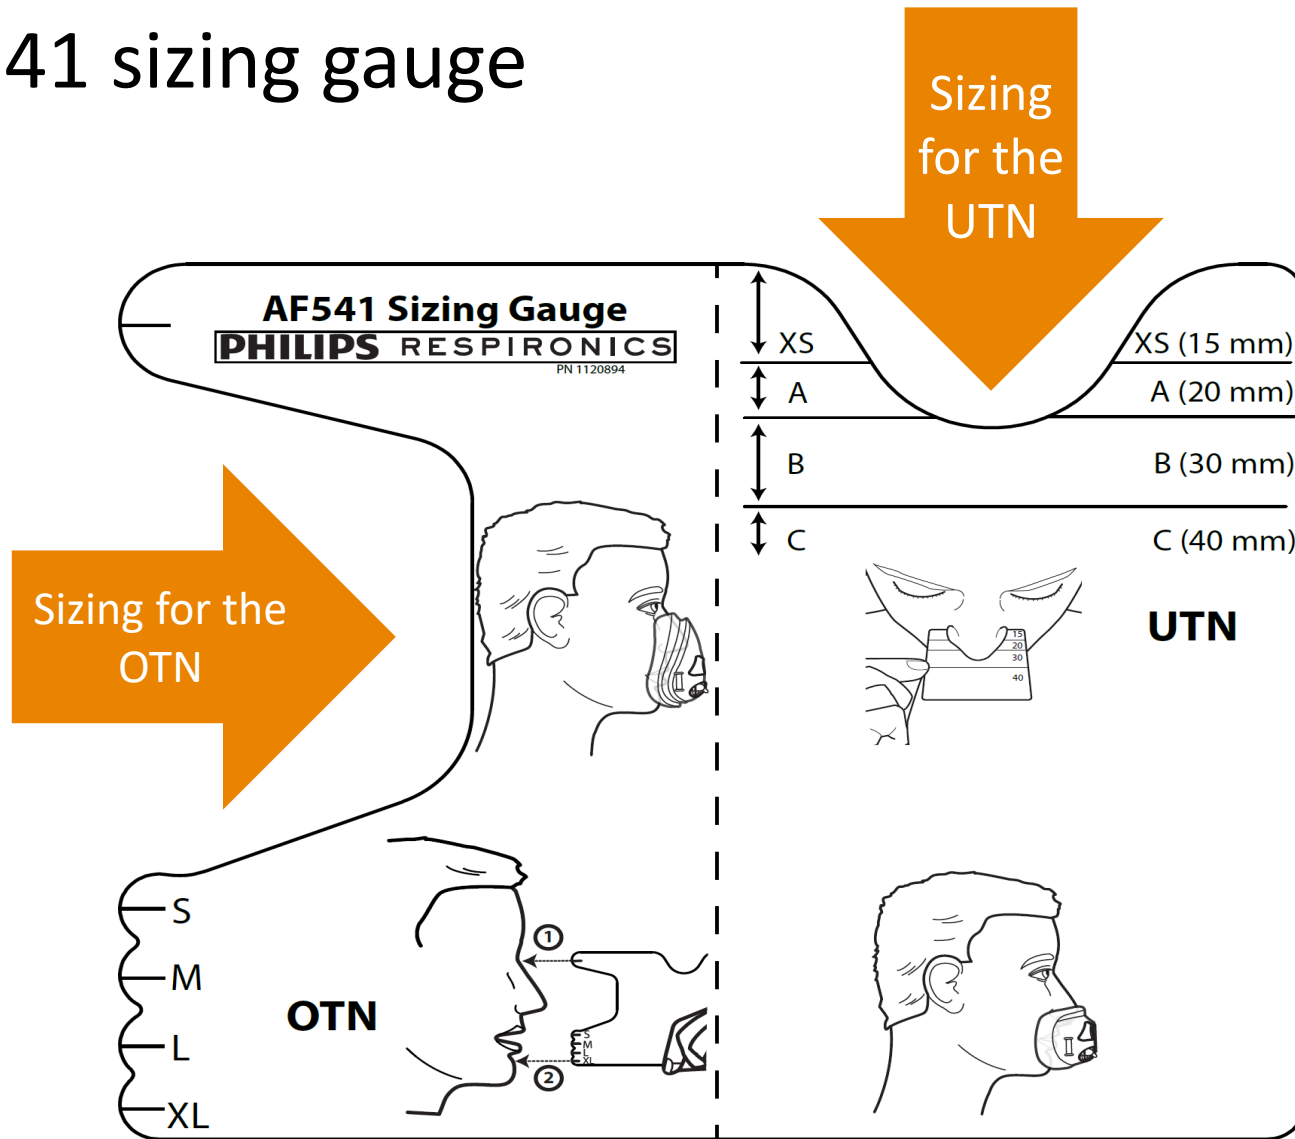 41 sizing gauge
Sizing
for the
UTN
AF541 Sizing Gauge
PHILIPS RESPIRONICS
PN 1120894
XS
XS (15 mm)
A
A (20 mm)
B
B (30 mm)
C
C (40 mm)
Sizing for the
OTN
15
20
30
40
UTN
S
M
L
XL
OTN
1
S
M
L
XL
2